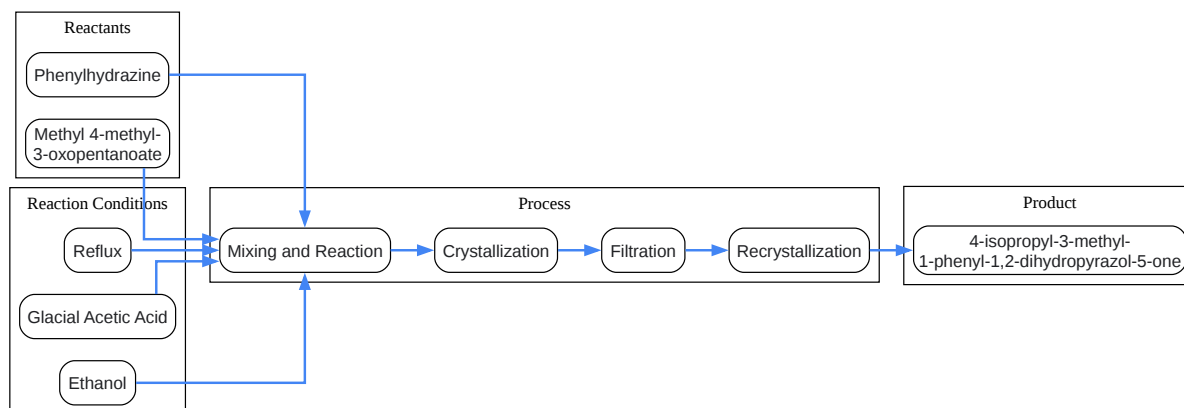 Reactants
Phenylhydrazine
Methyl 4-methyl-
3-oxopentanoate
Reaction Conditions
Reflux
Glacial Acetic Acid
Ethanol
Process
Mixing and Reaction
Crystallization
Filtration
Recrystallization
Product
4-isopropyl-3-methyl-
1-phenyl-1,2-dihydropyrazol-5-one